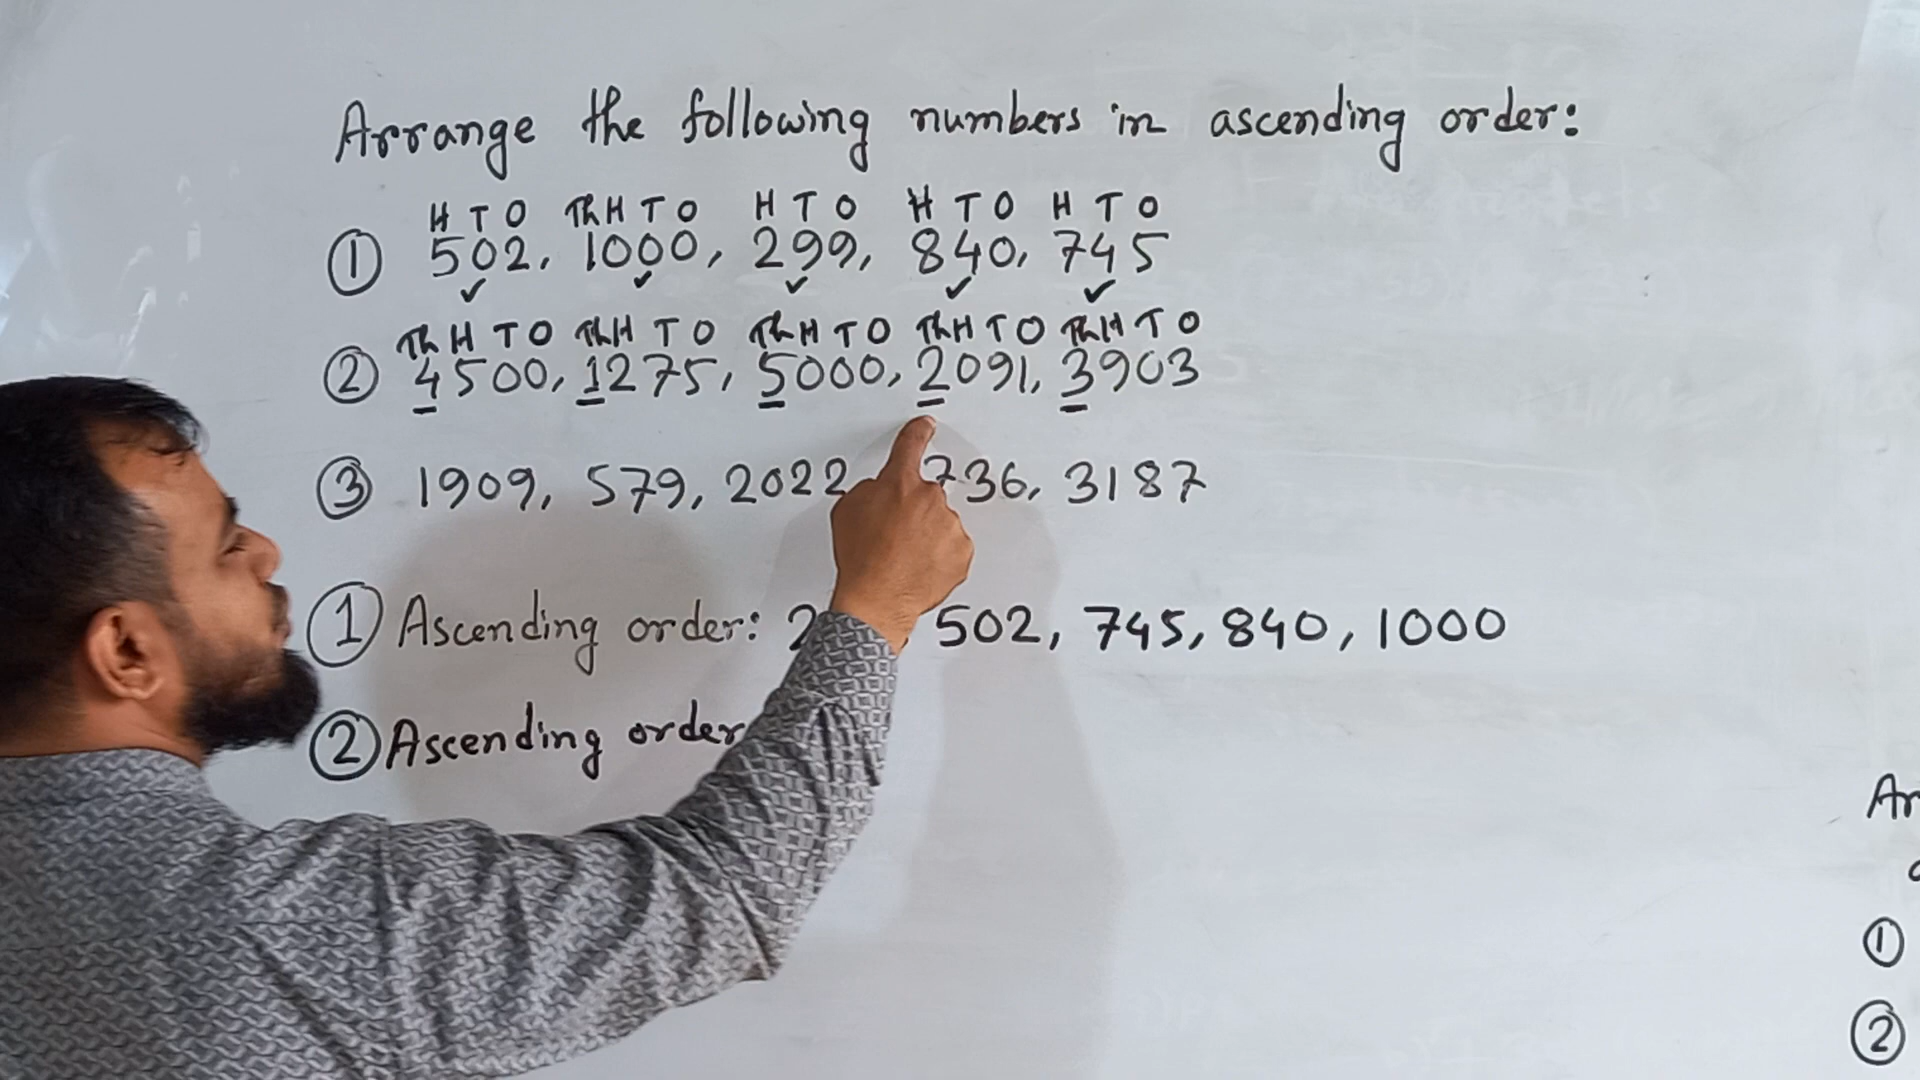 Arrange the following numbers in ascending order:
H T O Th H T O H T O H T O H T O
① 502, 1000, 299, 840, 745
✓ ✓ ✓ ✓ ✓
Th H T O Th H T O Th H T O Th H T O Th H T O
② 4500, 1275, 5000, 2091, 3903
③ 1909, 579, 2022 736, 3187
① Ascending order: 2 , 502, 745, 840, 1000
② Ascending order
①
②